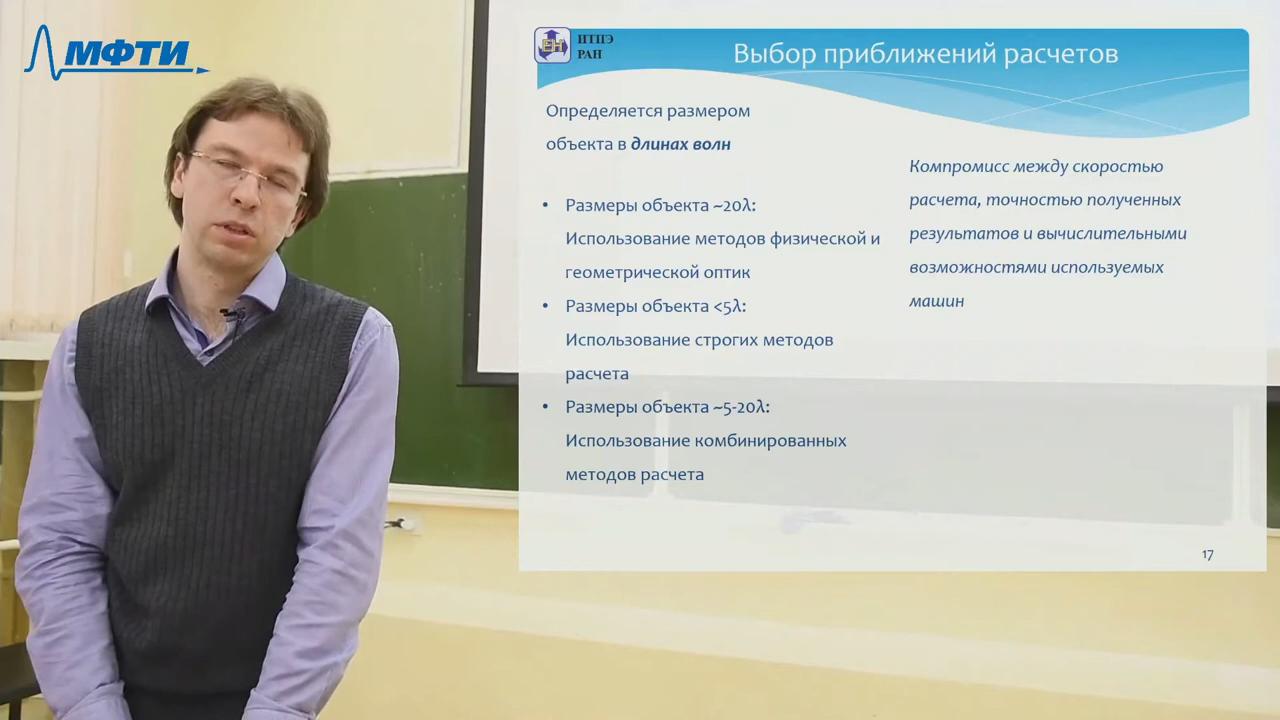 МФТИ
ЕН
ИТПЭ
РАН
Выбор приближений расчетов
Определяется размером
объекта в длинах волн
• Размеры объекта ~20λ:
Использование методов физической и
геометрической оптик
• Размеры объекта <5λ:
Использование строгих методов
расчета
• Размеры объекта ~5-20λ:
Использование комбинированных
методов расчета
Компромисс между скоростью
расчета, точностью полученных
результатов и вычислительными
возможностями используемых
машин
17